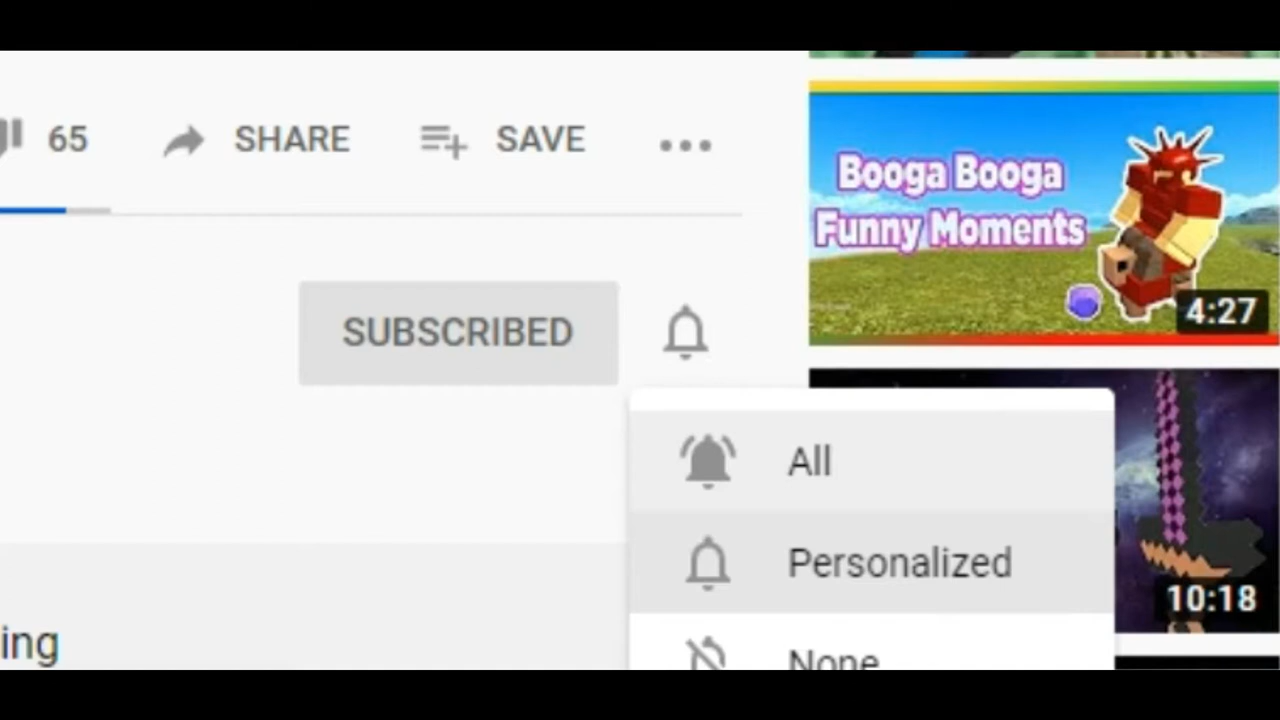 65 SHARE SAVE
Booga Booga
Funny Moments
4:27
SUBSCRIBED
All
Personalized
10:18
ing
None